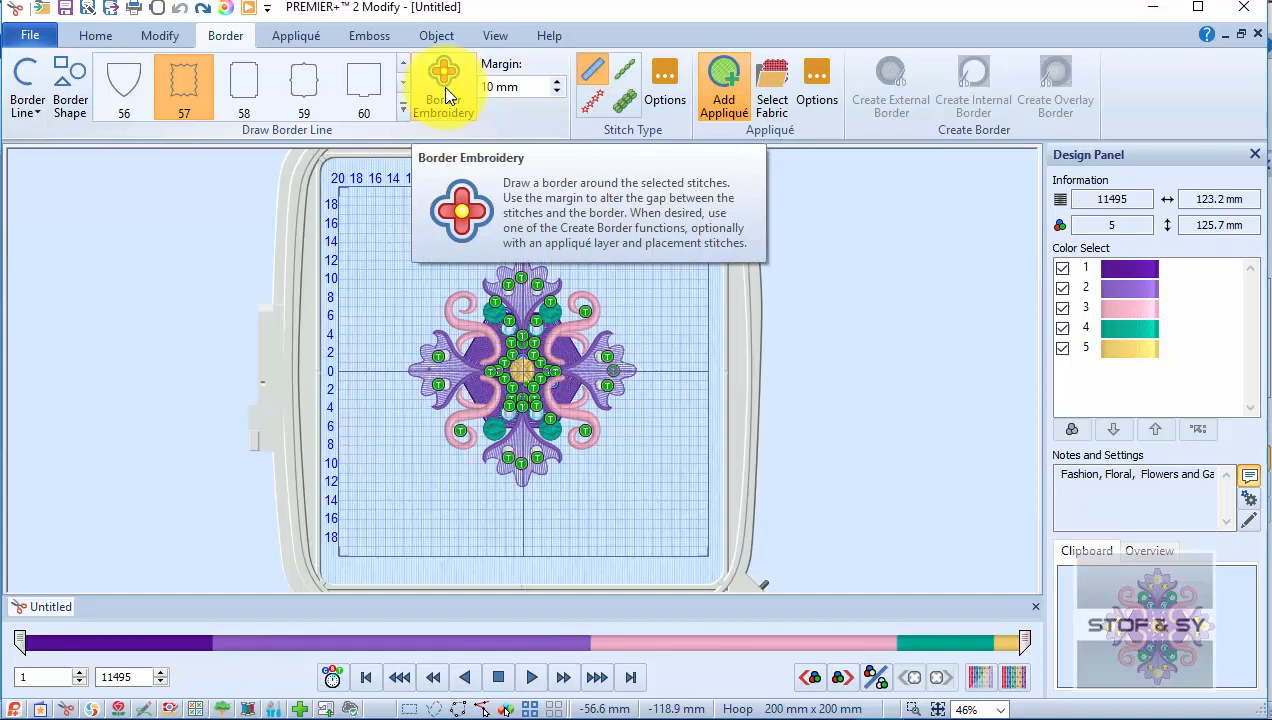 PREMIER+™ 2 Modify - [Untitled]
File Home Modify Border Appliqué Emboss Object View Help
Border Line
Border Shape
56 57 58 59 60
Border Embroidery
Margin:
10 mm
Options
Add Appliqué
Select Fabric
Options
Create External Border
Create Internal Border
Create Overlay Border
Draw Border Line
Stitch Type
Appliqué
Create Border
Border Embroidery
Draw a border around the selected stitches.
Use the margin to alter the gap between the
stitches and the border. When desired, use
one of the Create Border functions, optionally
with an appliqué layer and placement stitches.
20 18 16 14 12 10
18
16
14
12
10
8
6
4
2
0
2
4
6
8
10
12
14
16
18
Design Panel
Information
11495 123.2 mm
5 125.7 mm
Color Select
1
2
3
4
5
Notes and Settings
Fashion, Floral, Flowers and Ga
Clipboard Overview
STOF & SY
Untitled
1 11495
-56.6 mm -118.9 mm Hoop 200 mm x 200 mm 46%